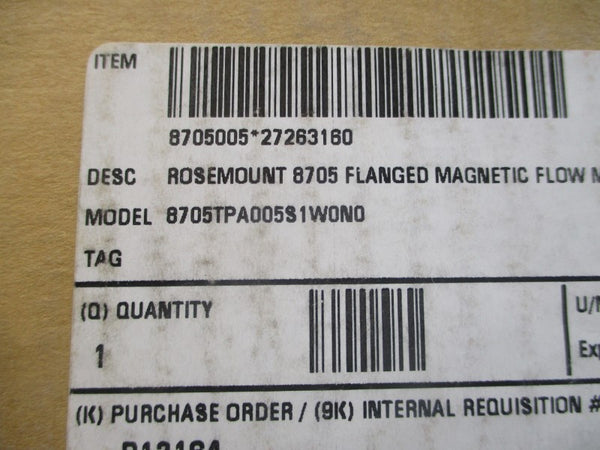 ITEM
8705005*27263160
DESC ROSEMOUNT 8705 FLANGED MAGNETIC FLOW M
MODEL 8705TPA005S1W0N0
TAG
(Q) QUANTITY U/M
1 Exp
(K) PURCHASE ORDER / (9K) INTERNAL REQUISITION #